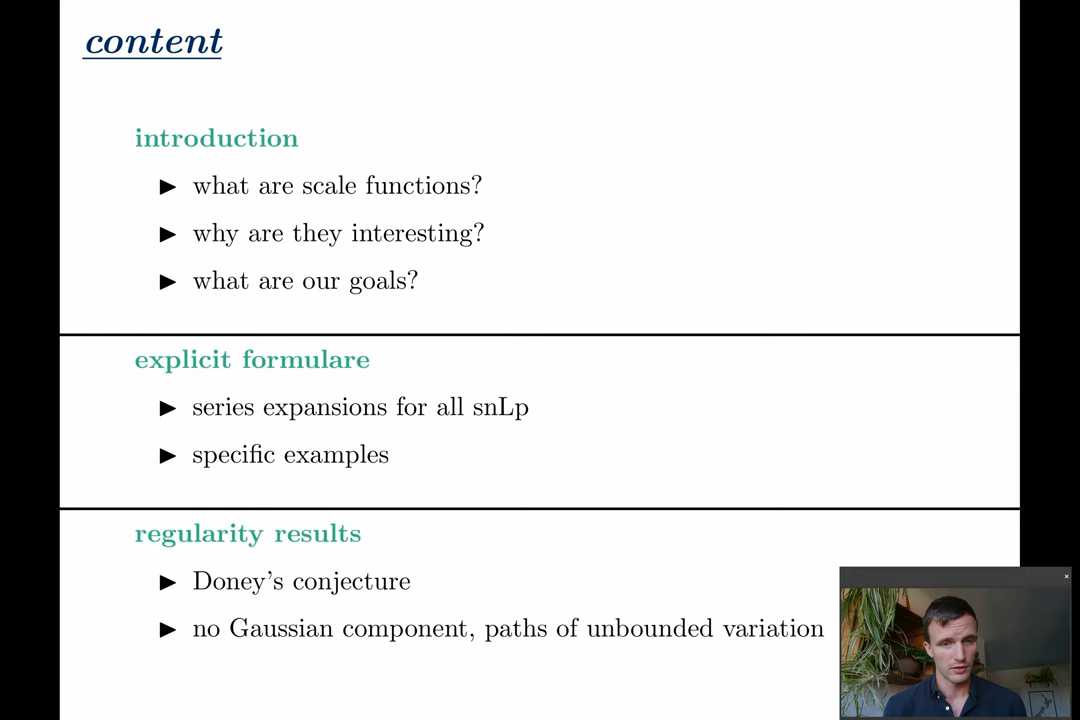 content
introduction
▶ what are scale functions?
▶ why are they interesting?
▶ what are our goals?
explicit formulare
▶ series expansions for all snLp
▶ specific examples
regularity results
▶ Doney's conjecture
▶ no Gaussian component, paths of unbounded variation